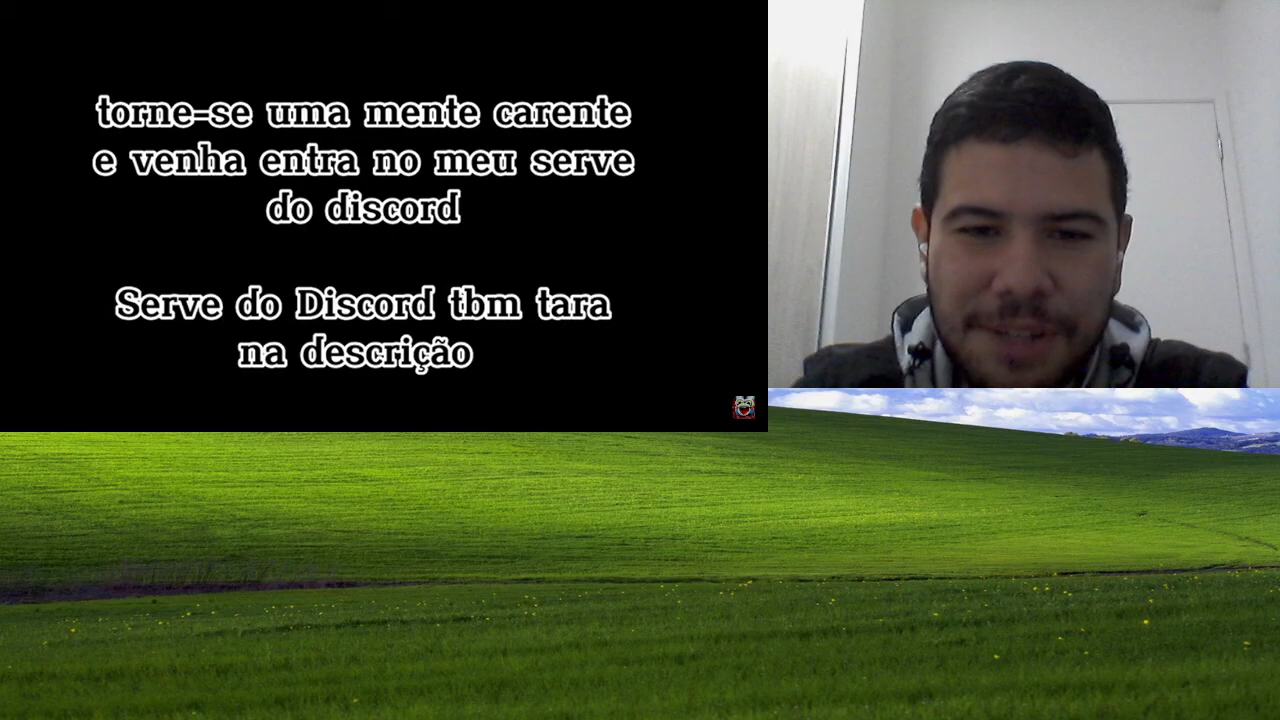 torne-se uma mente carente
e venha entra no meu serve
do discord
Serve do Discord tbm tara
na descrição